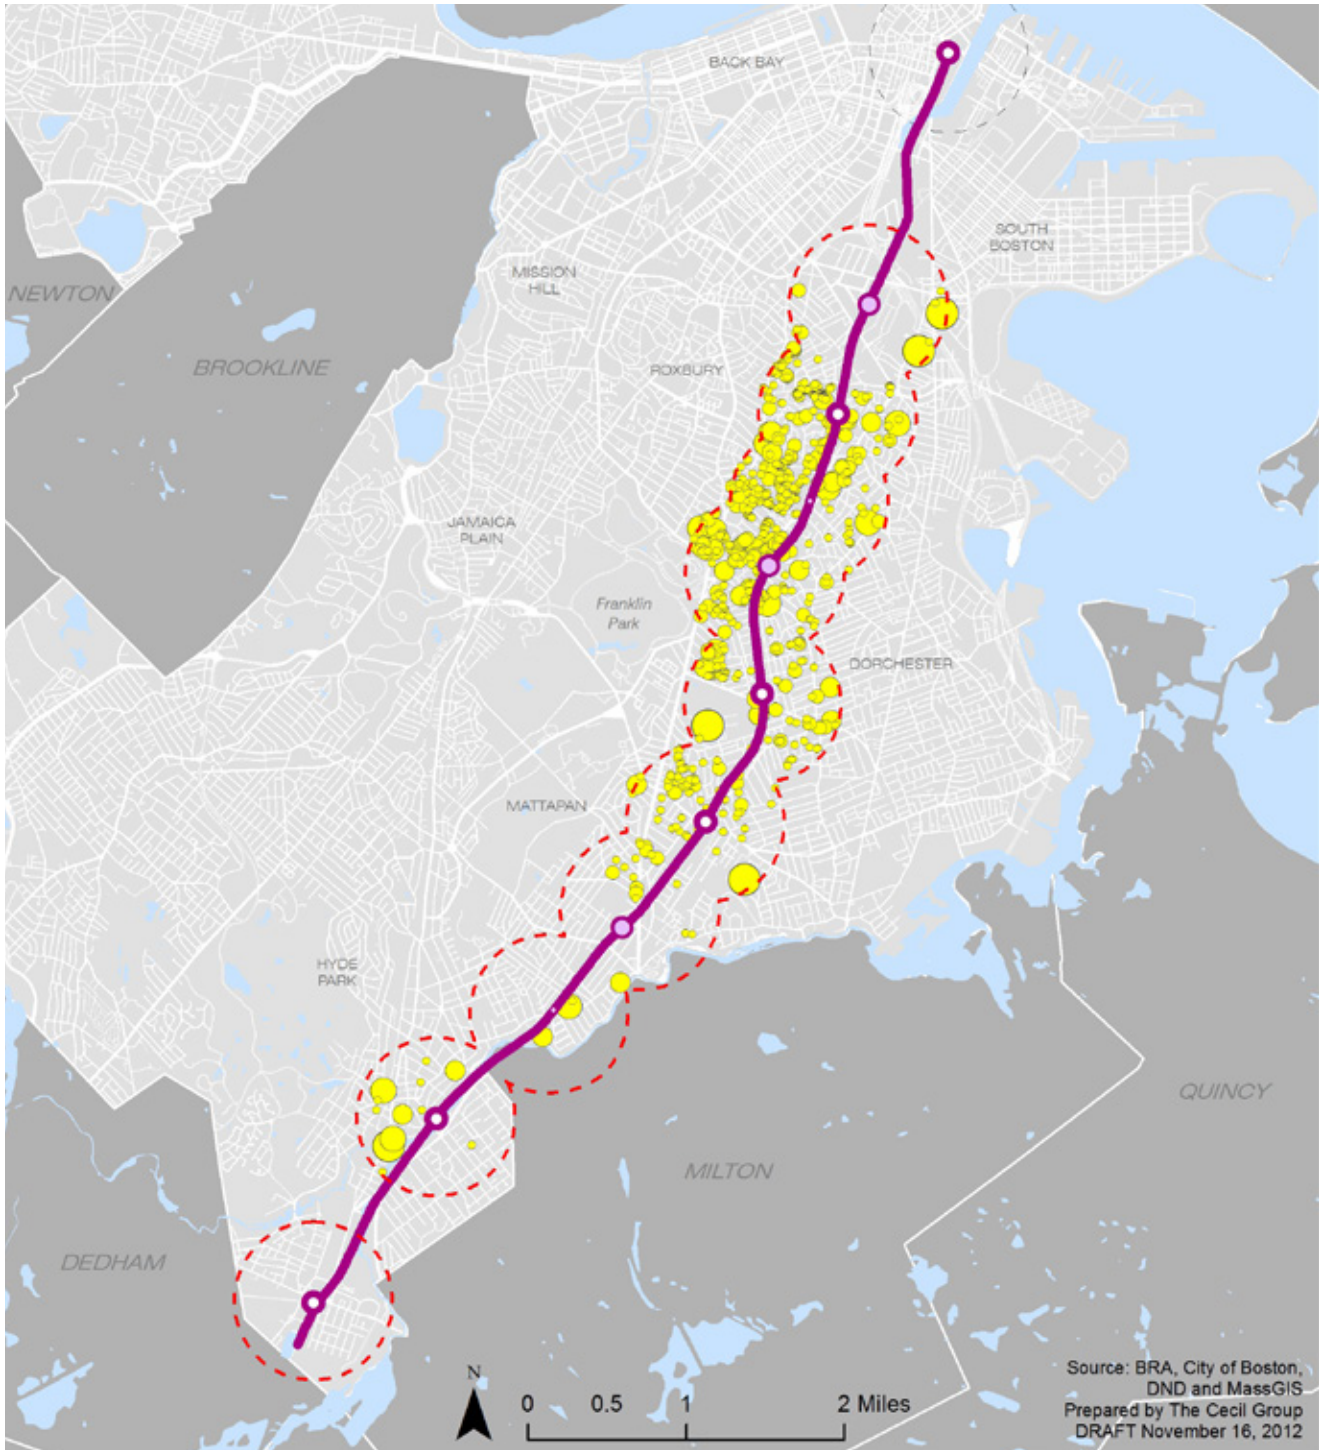 BACK BAY
SOUTH
BOSTON
MISSION
HILL
NEWTON
BROOKLINE
ROXBURY
JAMAICA
PLAIN
Franklin
Park
DORCHESTER
MATTAPAN
HYDE
PARK
QUINCY
MILTON
DEDHAM
N
0 0.5 1 2 Miles
Source: BRA, City of Boston,
DND and MassGIS
Prepared by The Cecil Group
DRAFT November 16, 2012